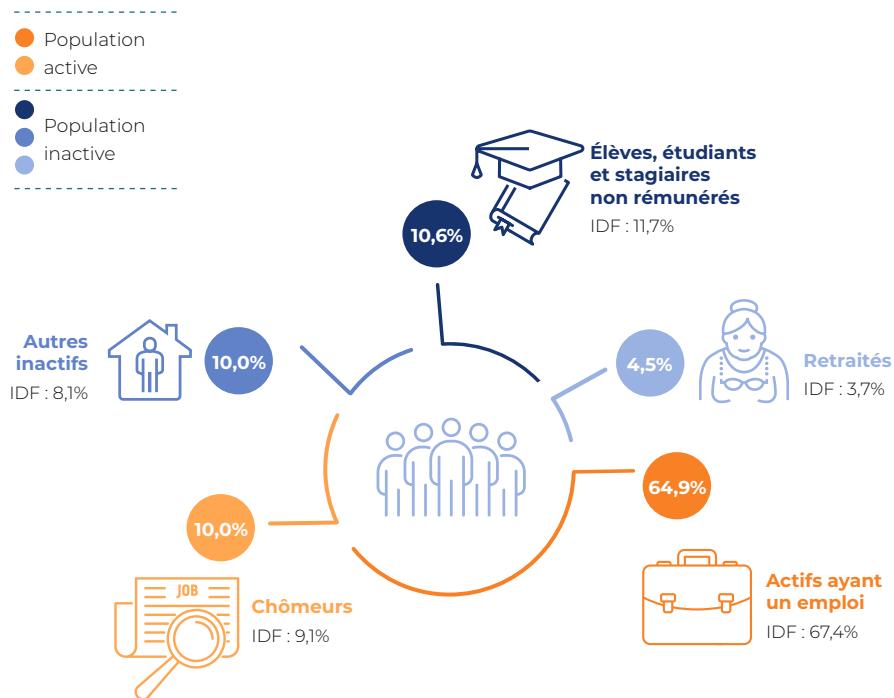 Population
active
Population
inactive
Élèves, étudiants
et stagiaires
non rémunérés
IDF : 11,7%
10,6%
Autres
inactifs
IDF : 8,1%
10,0%
4,5%
Retraités
IDF : 3,7%
64,9%
10,0%
JOB
Chômeurs
IDF : 9,1%
Actifs ayant
un emploi
IDF : 67,4%